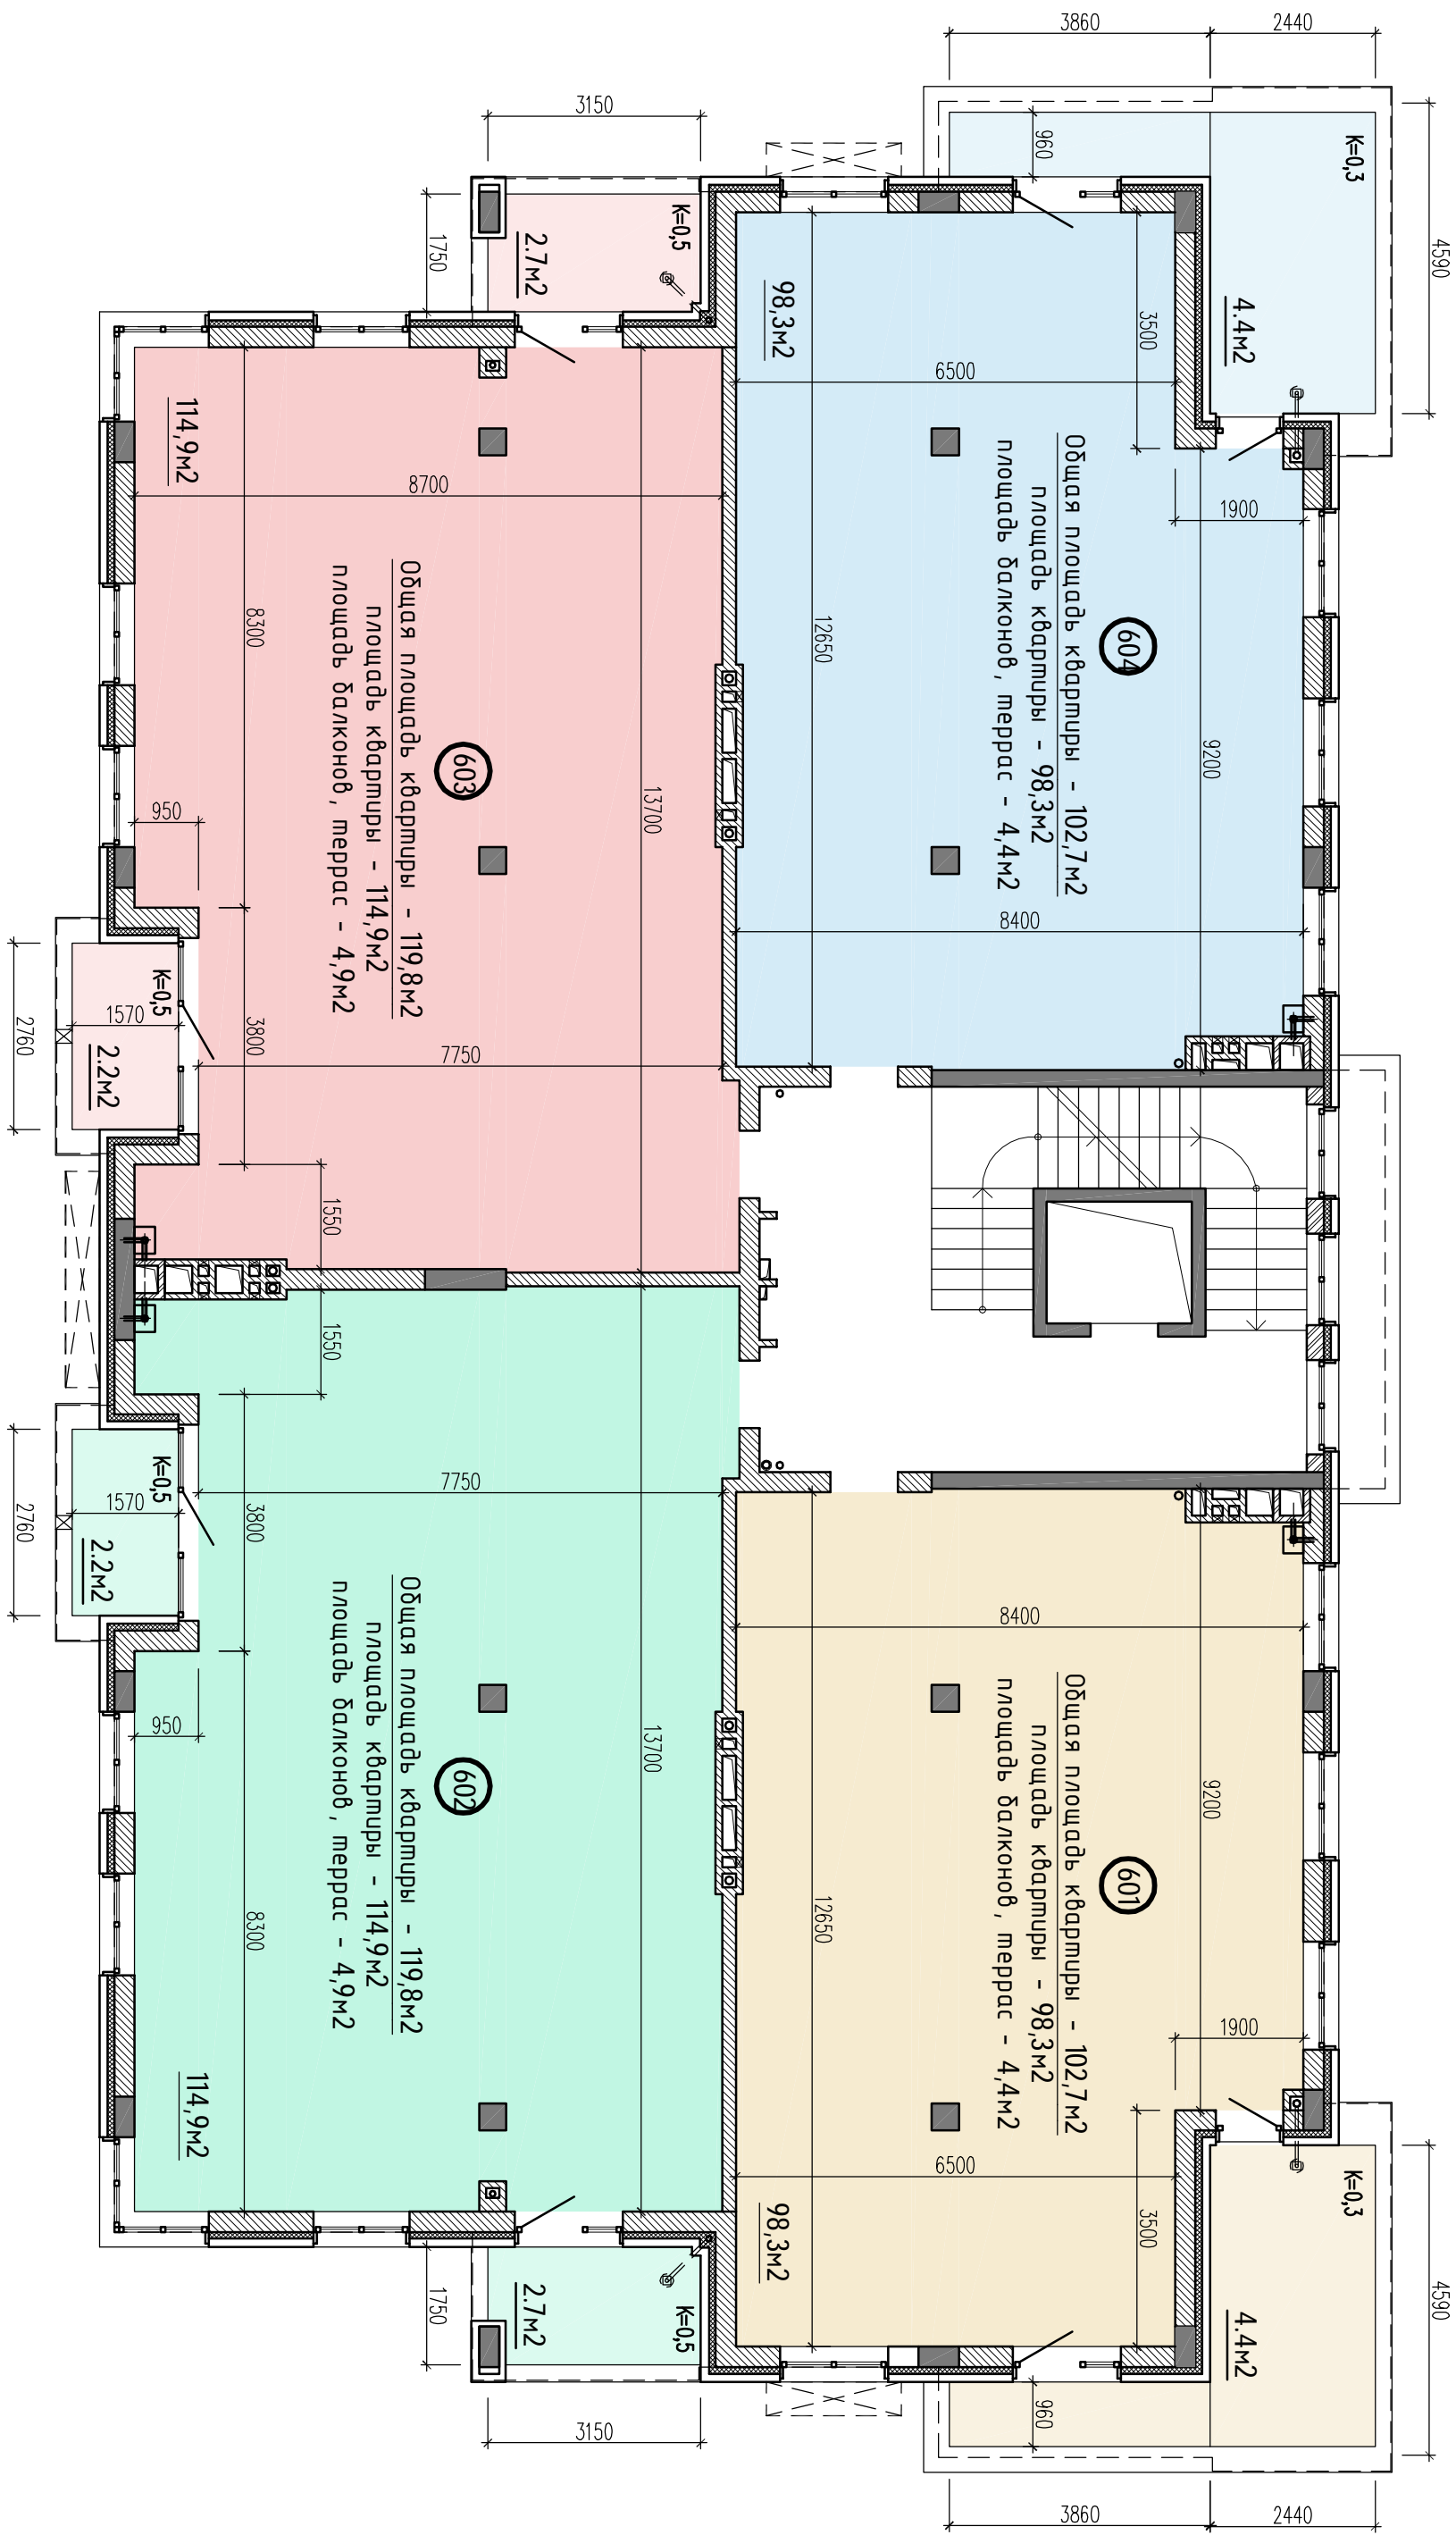 3860
2440
4590
K=0,3
960
4.4м2
3150
K=0,5
2.7м2
1750
98,3м2
3500
6500
Общая площадь квартиры - 102,7м2
площадь квартиры - 98,3м2
площадь балконов, террас - 4,4м2
1900
604
12650
9200
8400
114,9м2
8700
Общая площадь квартиры - 119,8м2
площадь квартиры - 114,9м2
площадь балконов, террас - 4,9м2
8300
603
13700
950
K=0,5
1570
2760
2.2м2
3800
7750
1550
1550
7750
3800
K=0,5
1570
2760
2.2м2
8400
Общая площадь квартиры - 119,8м2
площадь квартиры - 114,9м2
площадь балконов, террас - 4,9м2
602
13700
950
8300
114,9м2
Общая площадь квартиры - 102,7м2
площадь квартиры - 98,3м2
площадь балконов, террас - 4,4м2
601
9200
12650
1900
6500
3500
98,3м2
K=0,3
4590
4.4м2
2.7м2
K=0,5
1750
3150
960
3860
2440